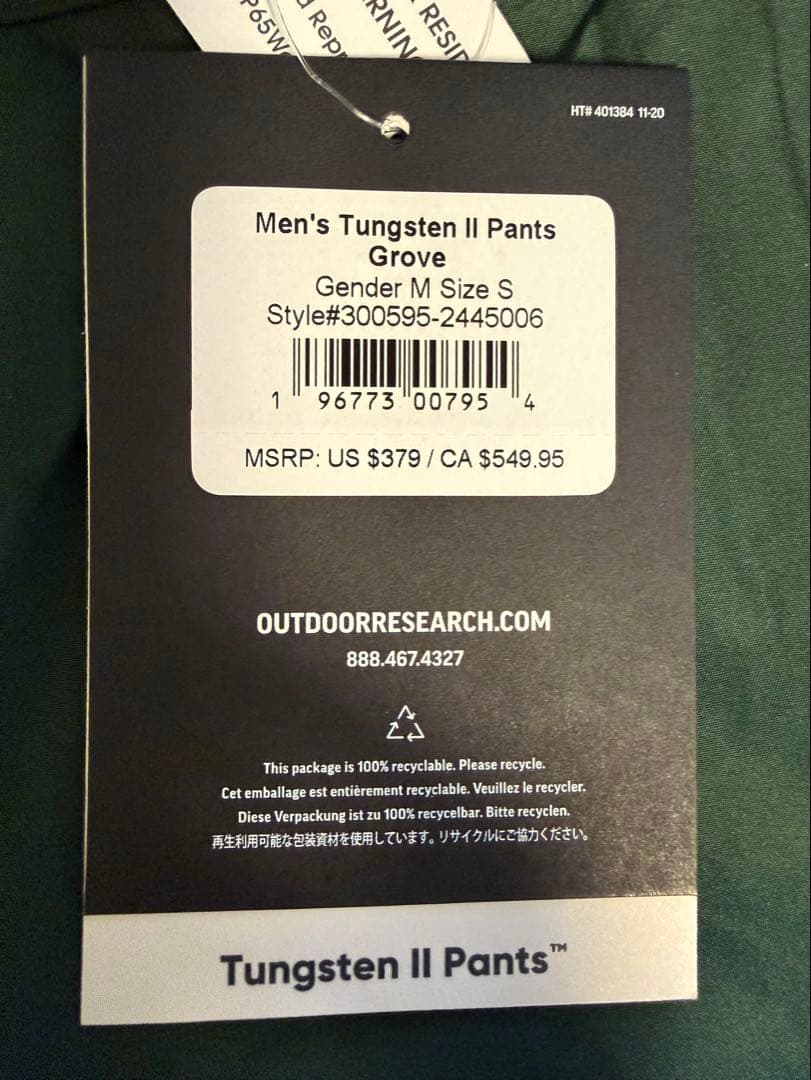 RESID
RNING
d Repr
P65W
HT# 401384 11-20
Men's Tungsten II Pants
Grove
Gender M Size S
Style#300595-2445006
1 96773 00795 4
MSRP: US $379 / CA $549.95
OUTDOORRESEARCH.COM
888.467.4327
This package is 100% recyclable. Please recycle.
Cet emballage est entièrement recyclable. Veuillez le recycler.
Diese Verpackung ist zu 100% recycelbar. Bitte recyclen.
再生利用可能な包装資材を使用しています。リサイクルにご協力ください。
Tungsten II Pants™